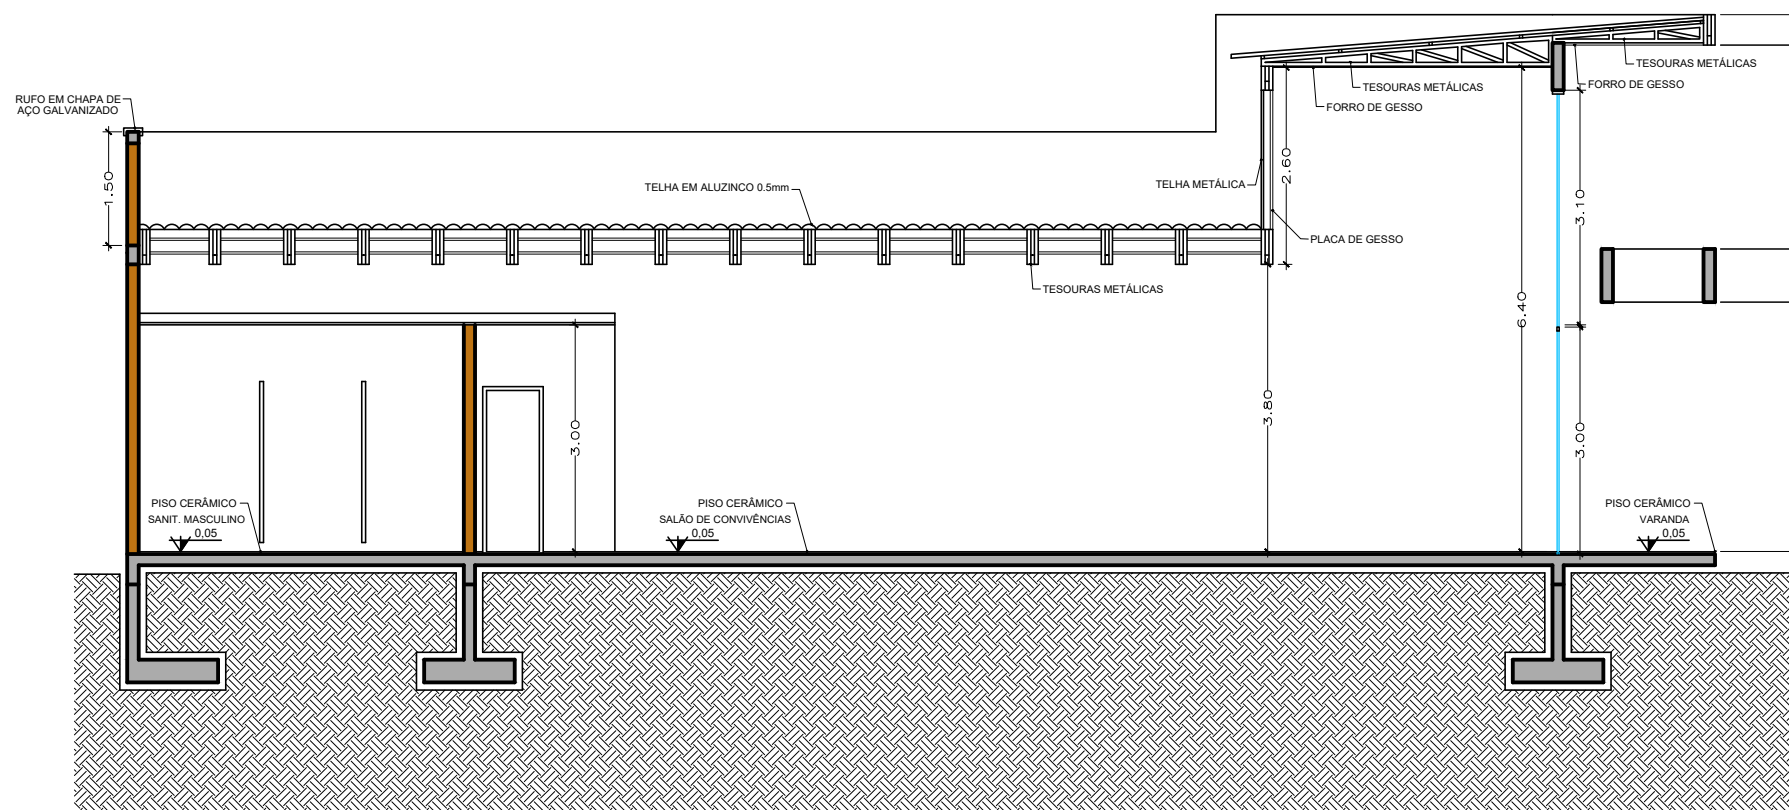 TESOURAS METÁLICAS
TESOURAS METÁLICAS
FORRO DE GESSO
FORRO DE GESSO
RUFO EM CHAPA DE
AÇO GALVANIZADO
1.50
TELHA EM ALUZINCO 0.5mm
TELHA METÁLICA
2.60
3.10
PLACA DE GESSO
TESOURAS METÁLICAS
6.40
3.80
3.00
3.00
PISO CERÂMICO
SANIT. MASCULINO
0,05
PISO CERÂMICO
SALÃO DE CONVIVÊNCIAS
0,05
PISO CERÂMICO
VARANDA
0,05